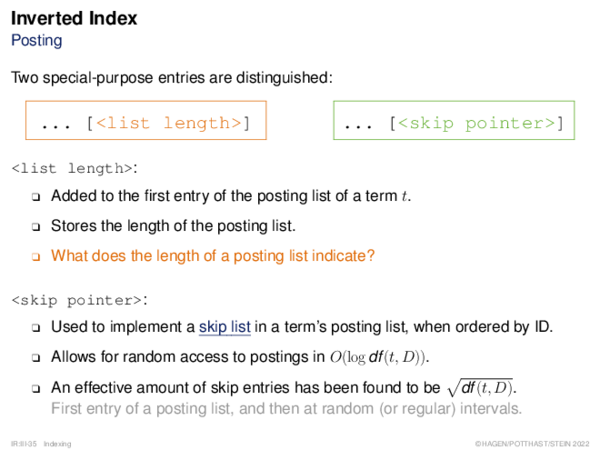 Inverted Index
Posting
Two special-purpose entries are distinguished:
... [<list length>] ... [<skip pointer>]
<list length>:
❑ Added to the first entry of the posting list of a term t.
❑ Stores the length of the posting list.
❑ What does the length of a posting list indicate?
<skip pointer>:
❑ Used to implement a skip list in a term's posting list, when ordered by ID.
❑ Allows for random access to postings in O(log df(t, D)).
❑ An effective amount of skip entries has been found to be √df(t, D).
First entry of a posting list, and then at random (or regular) intervals.
IR:III-35 Indexing ©HAGEN/POTTHAST/STEIN 2022